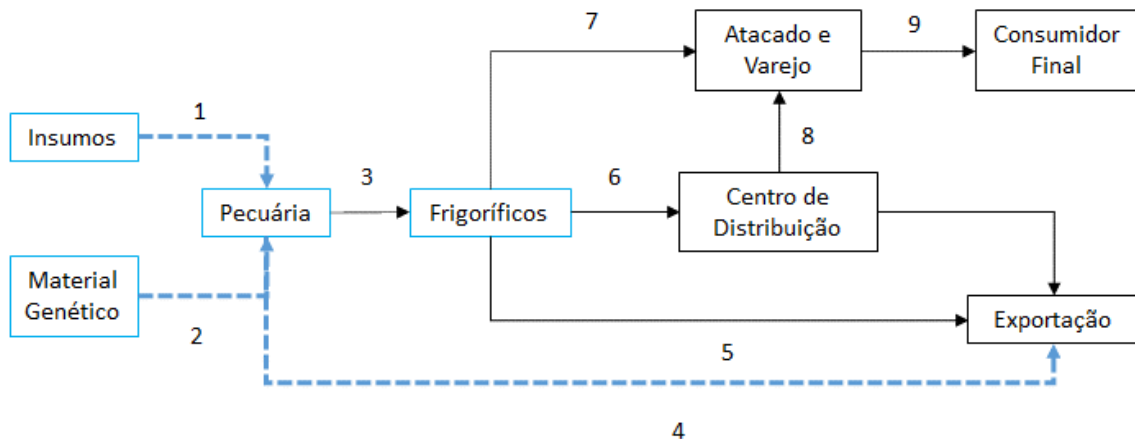 7
Atacado e
Varejo
9
Consumidor
Final
1
Insumos
8
3
6
Pecuária
Frigoríficos
Centro de
Distribuição
Material
Genético
2
Exportação
5
4